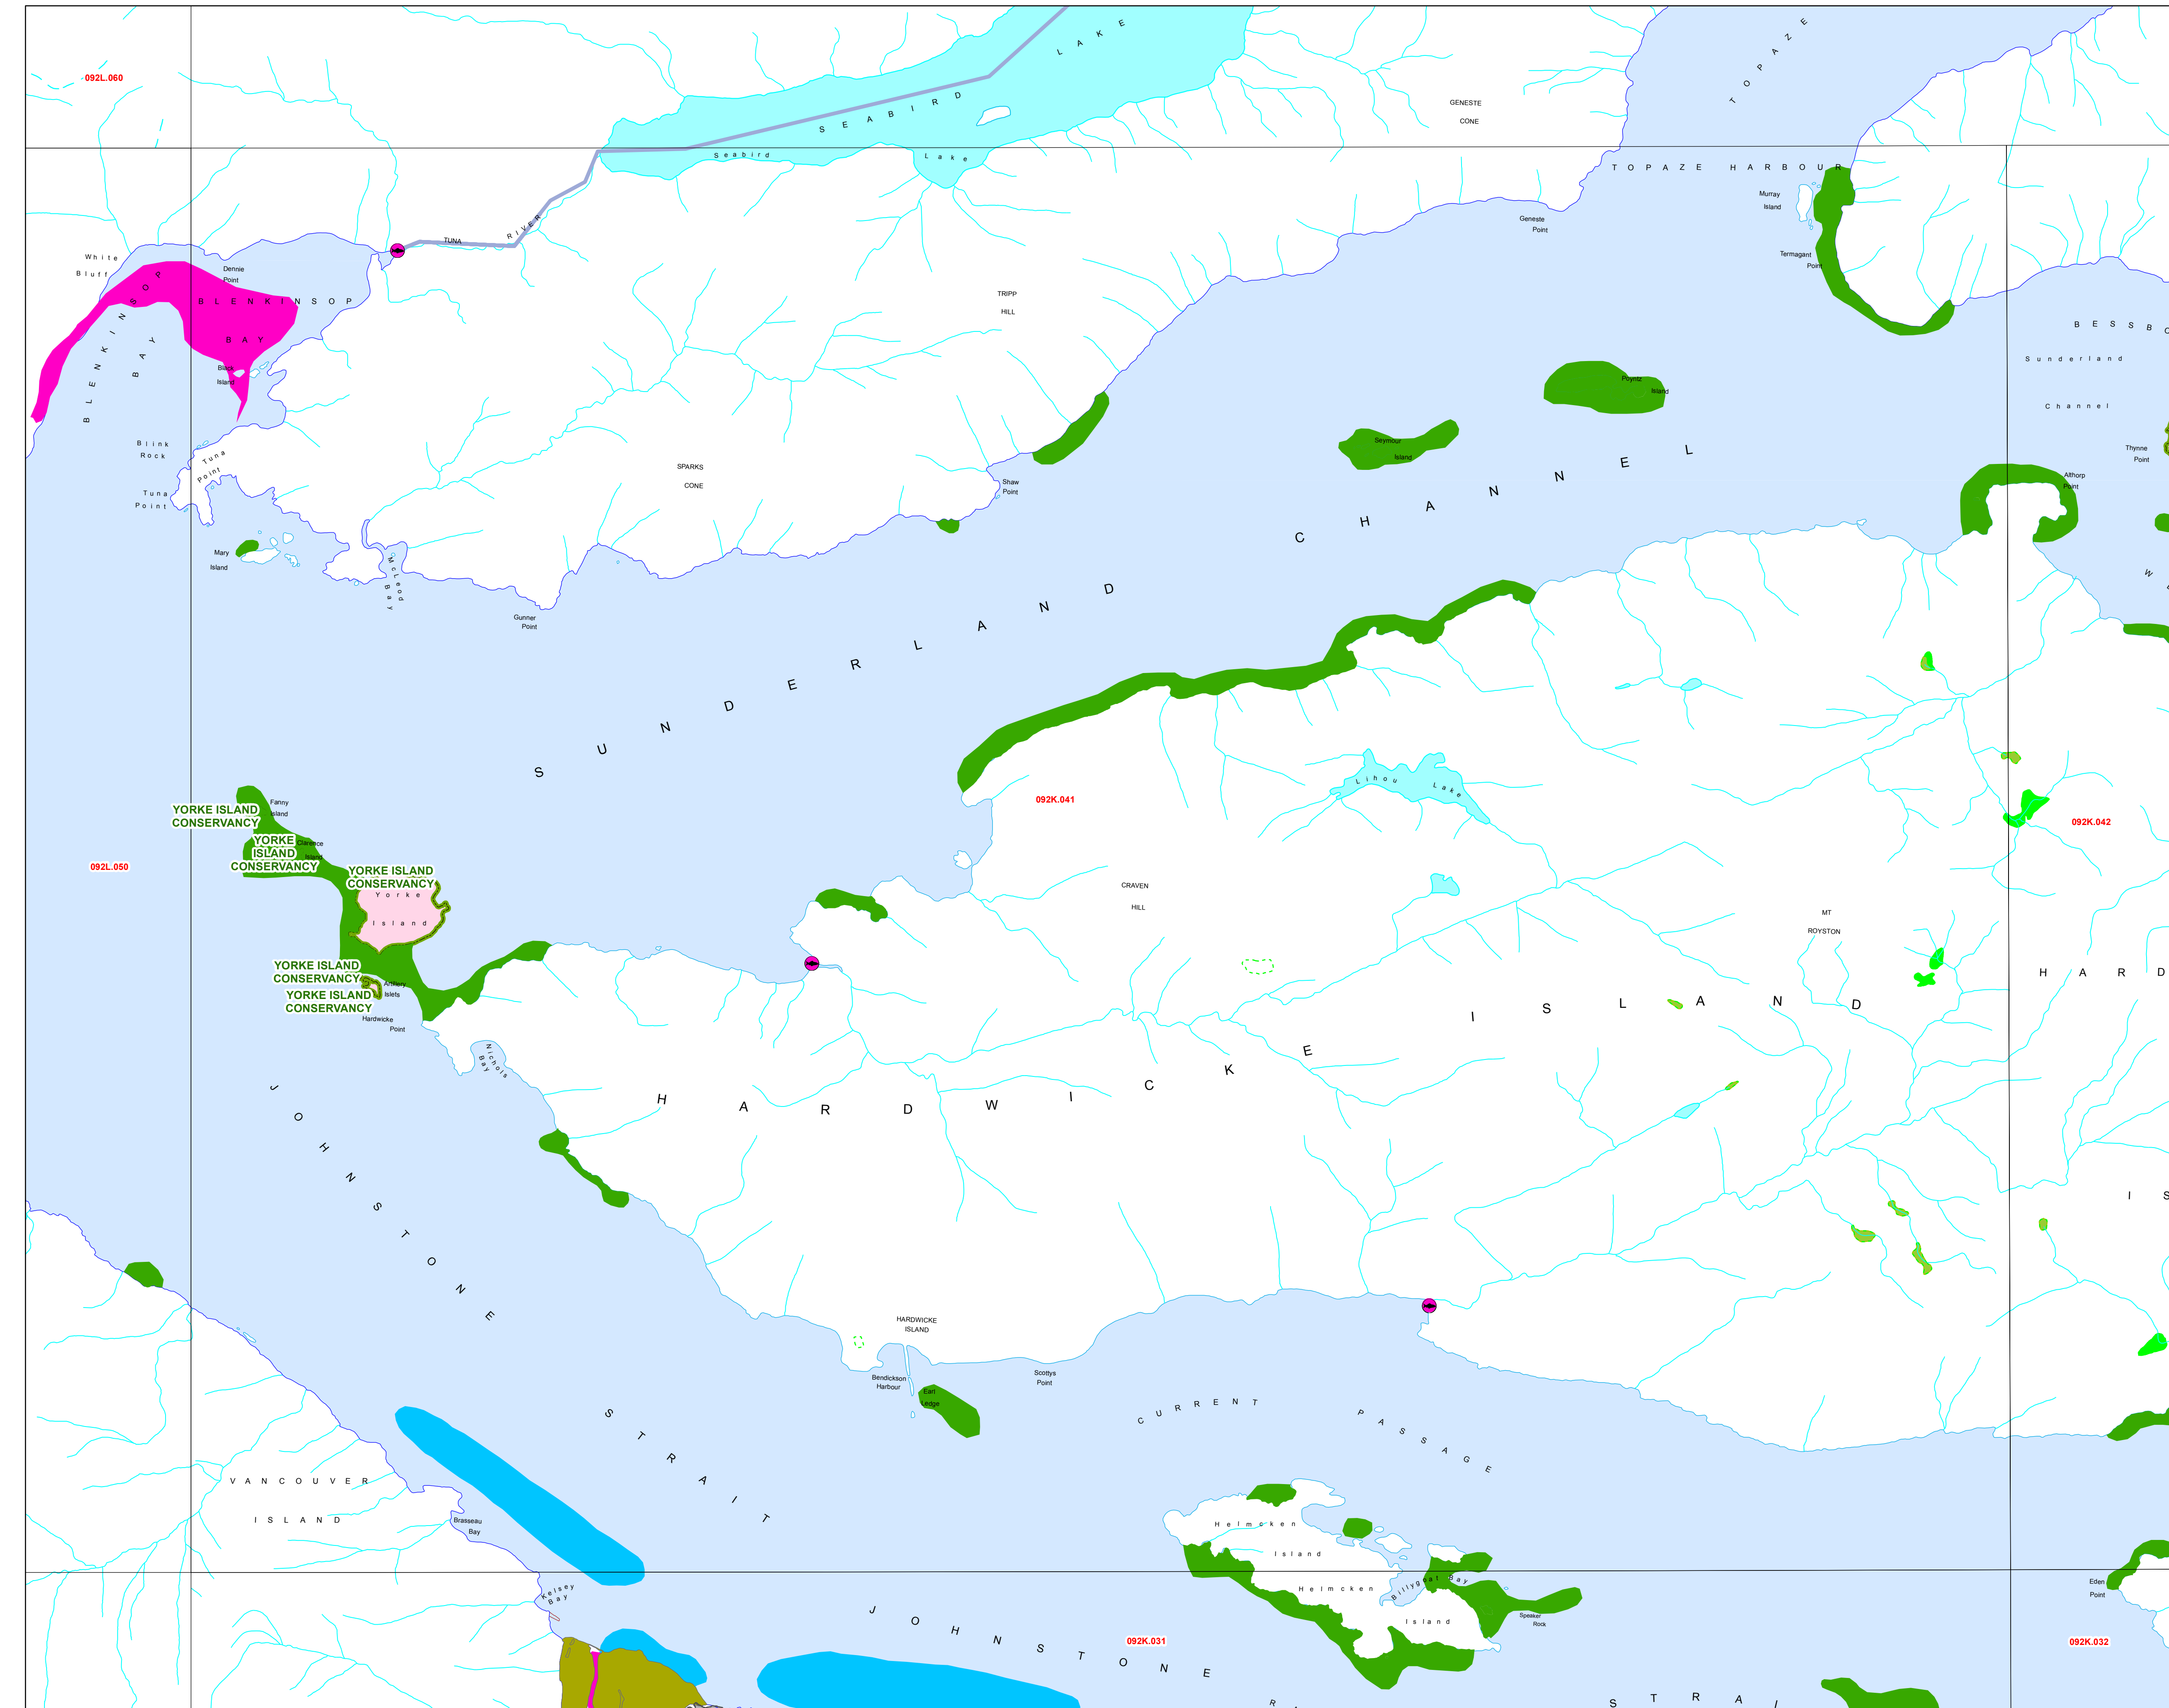 LAKE
TOPAZE
092L.060
GENESTE
CONE
SEABIRD
Seabird Lake
TOPAZE HARBOUR
Murray
Island
Geneste
Point
TUNA RIVER
White
Bluff
Dennie
Point
Termagant
Point
TRIPP
HILL
BLENKINSOP
BAY
BLENKINSOP
BAY
Black
Island
BESSBO
Sunderland
Channel
Poyntz
Island
Seymour
Island
Blink
Rock
Tuna
Point
Tuna
Point
SPARKS
CONE
Shaw
Point
Thynne
Point
Althorp
Point
Mary
Island
McLeod
Bay
Gunner
Point
SUNDERLAND CHANNEL
W
Lihou Lake
092K.041
092K.042
092L.050
Fanny
Island
YORKE ISLAND
CONSERVANCY
Clarence
Island
YORKE
ISLAND
CONSERVANCY
YORKE ISLAND
CONSERVANCY
Yorke
Island
CRAVEN
HILL
MT
ROYSTON
YORKE ISLAND
CONSERVANCY
YORKE ISLAND
CONSERVANCY
Artillery
Islets
Hardwicke
Point
Nichols
Bay
HARDWICKE ISLAND
HARD
IS
JOHNSTONE
STRAIT
HARDWICKE
ISLAND
Bendickson
Harbour
Earl
Ledge
Scottys
Point
CURRENT PASSAGE
VANCOUVER
ISLAND
Brasseau
Bay
Helmcken
Island
Helmcken
Island
Billygoat Bay
Speaker
Rock
Kelsey
Bay
Eden
Point
JOHNSTONE
092K.031
092K.032
STRAI